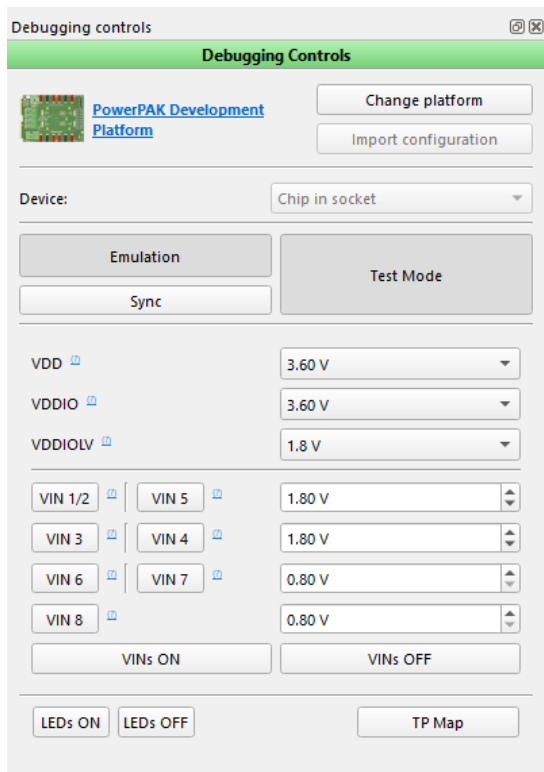 Debugging controls
Debugging Controls
PowerPAK Development
Platform
Change platform
Import configuration
Device:
Chip in socket
Emulation
Test Mode
Sync
VDD
3.60 V
VDDIO
3.60 V
VDDIOLV
1.8 V
VIN 1/2
VIN 5
1.80 V
VIN 3
VIN 4
1.80 V
VIN 6
VIN 7
0.80 V
VIN 8
0.80 V
VINs ON
VINs OFF
LEDs ON
LEDs OFF
TP Map